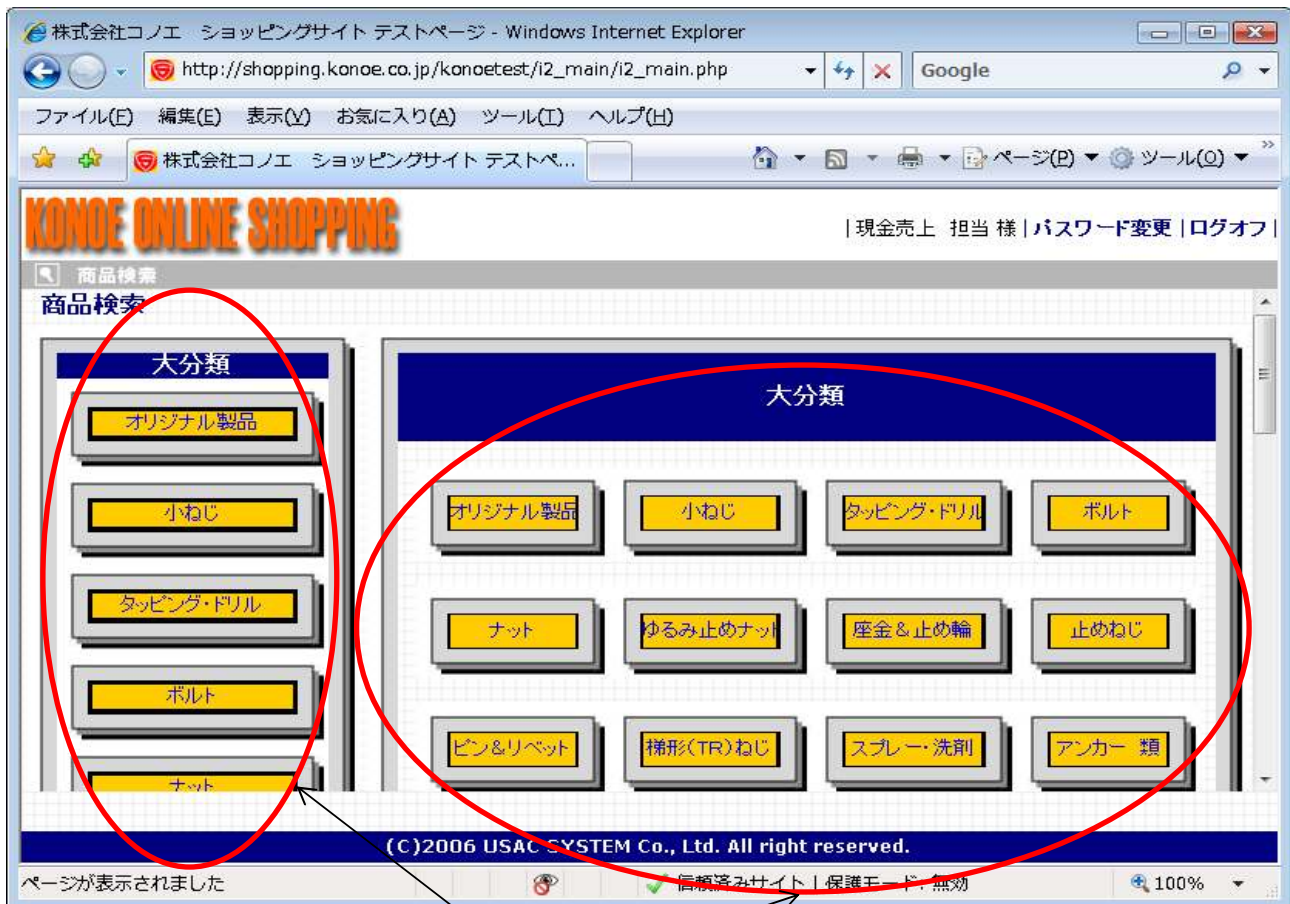 株式会社コノエ ショッピングサイト テストページ - Windows Internet Explorer
http://shopping.konoe.co.jp/konoetest/i2_main/i2_main.php
Google
ファイル(F) 編集(E) 表示(V) お気に入り(A) ツール(T) ヘルプ(H)
株式会社コノエ ショッピングサイト テストペ...
ページ(P) ツール(O)
KONOE ONLINE SHOPPING
|現金売上 担当 様|パスワード変更|ログオフ|
商品検索
商品検索
大分類
オリジナル製品
小ねじ
タッピング・ドリル
ボルト
ナット
大分類
オリジナル製品 小ねじ タッピング・ドリル ボルト
ナット ゆるみ止めナット 座金&止め輪 止めねじ
ピン&リベット 梯形(TR)ねじ スプレー・洗剤 アンカー 類
(C)2006 USAC SYSTEM Co., Ltd. All right reserved.
ページが表示されました 信頼済みサイト | 保護モード: 無効 100%